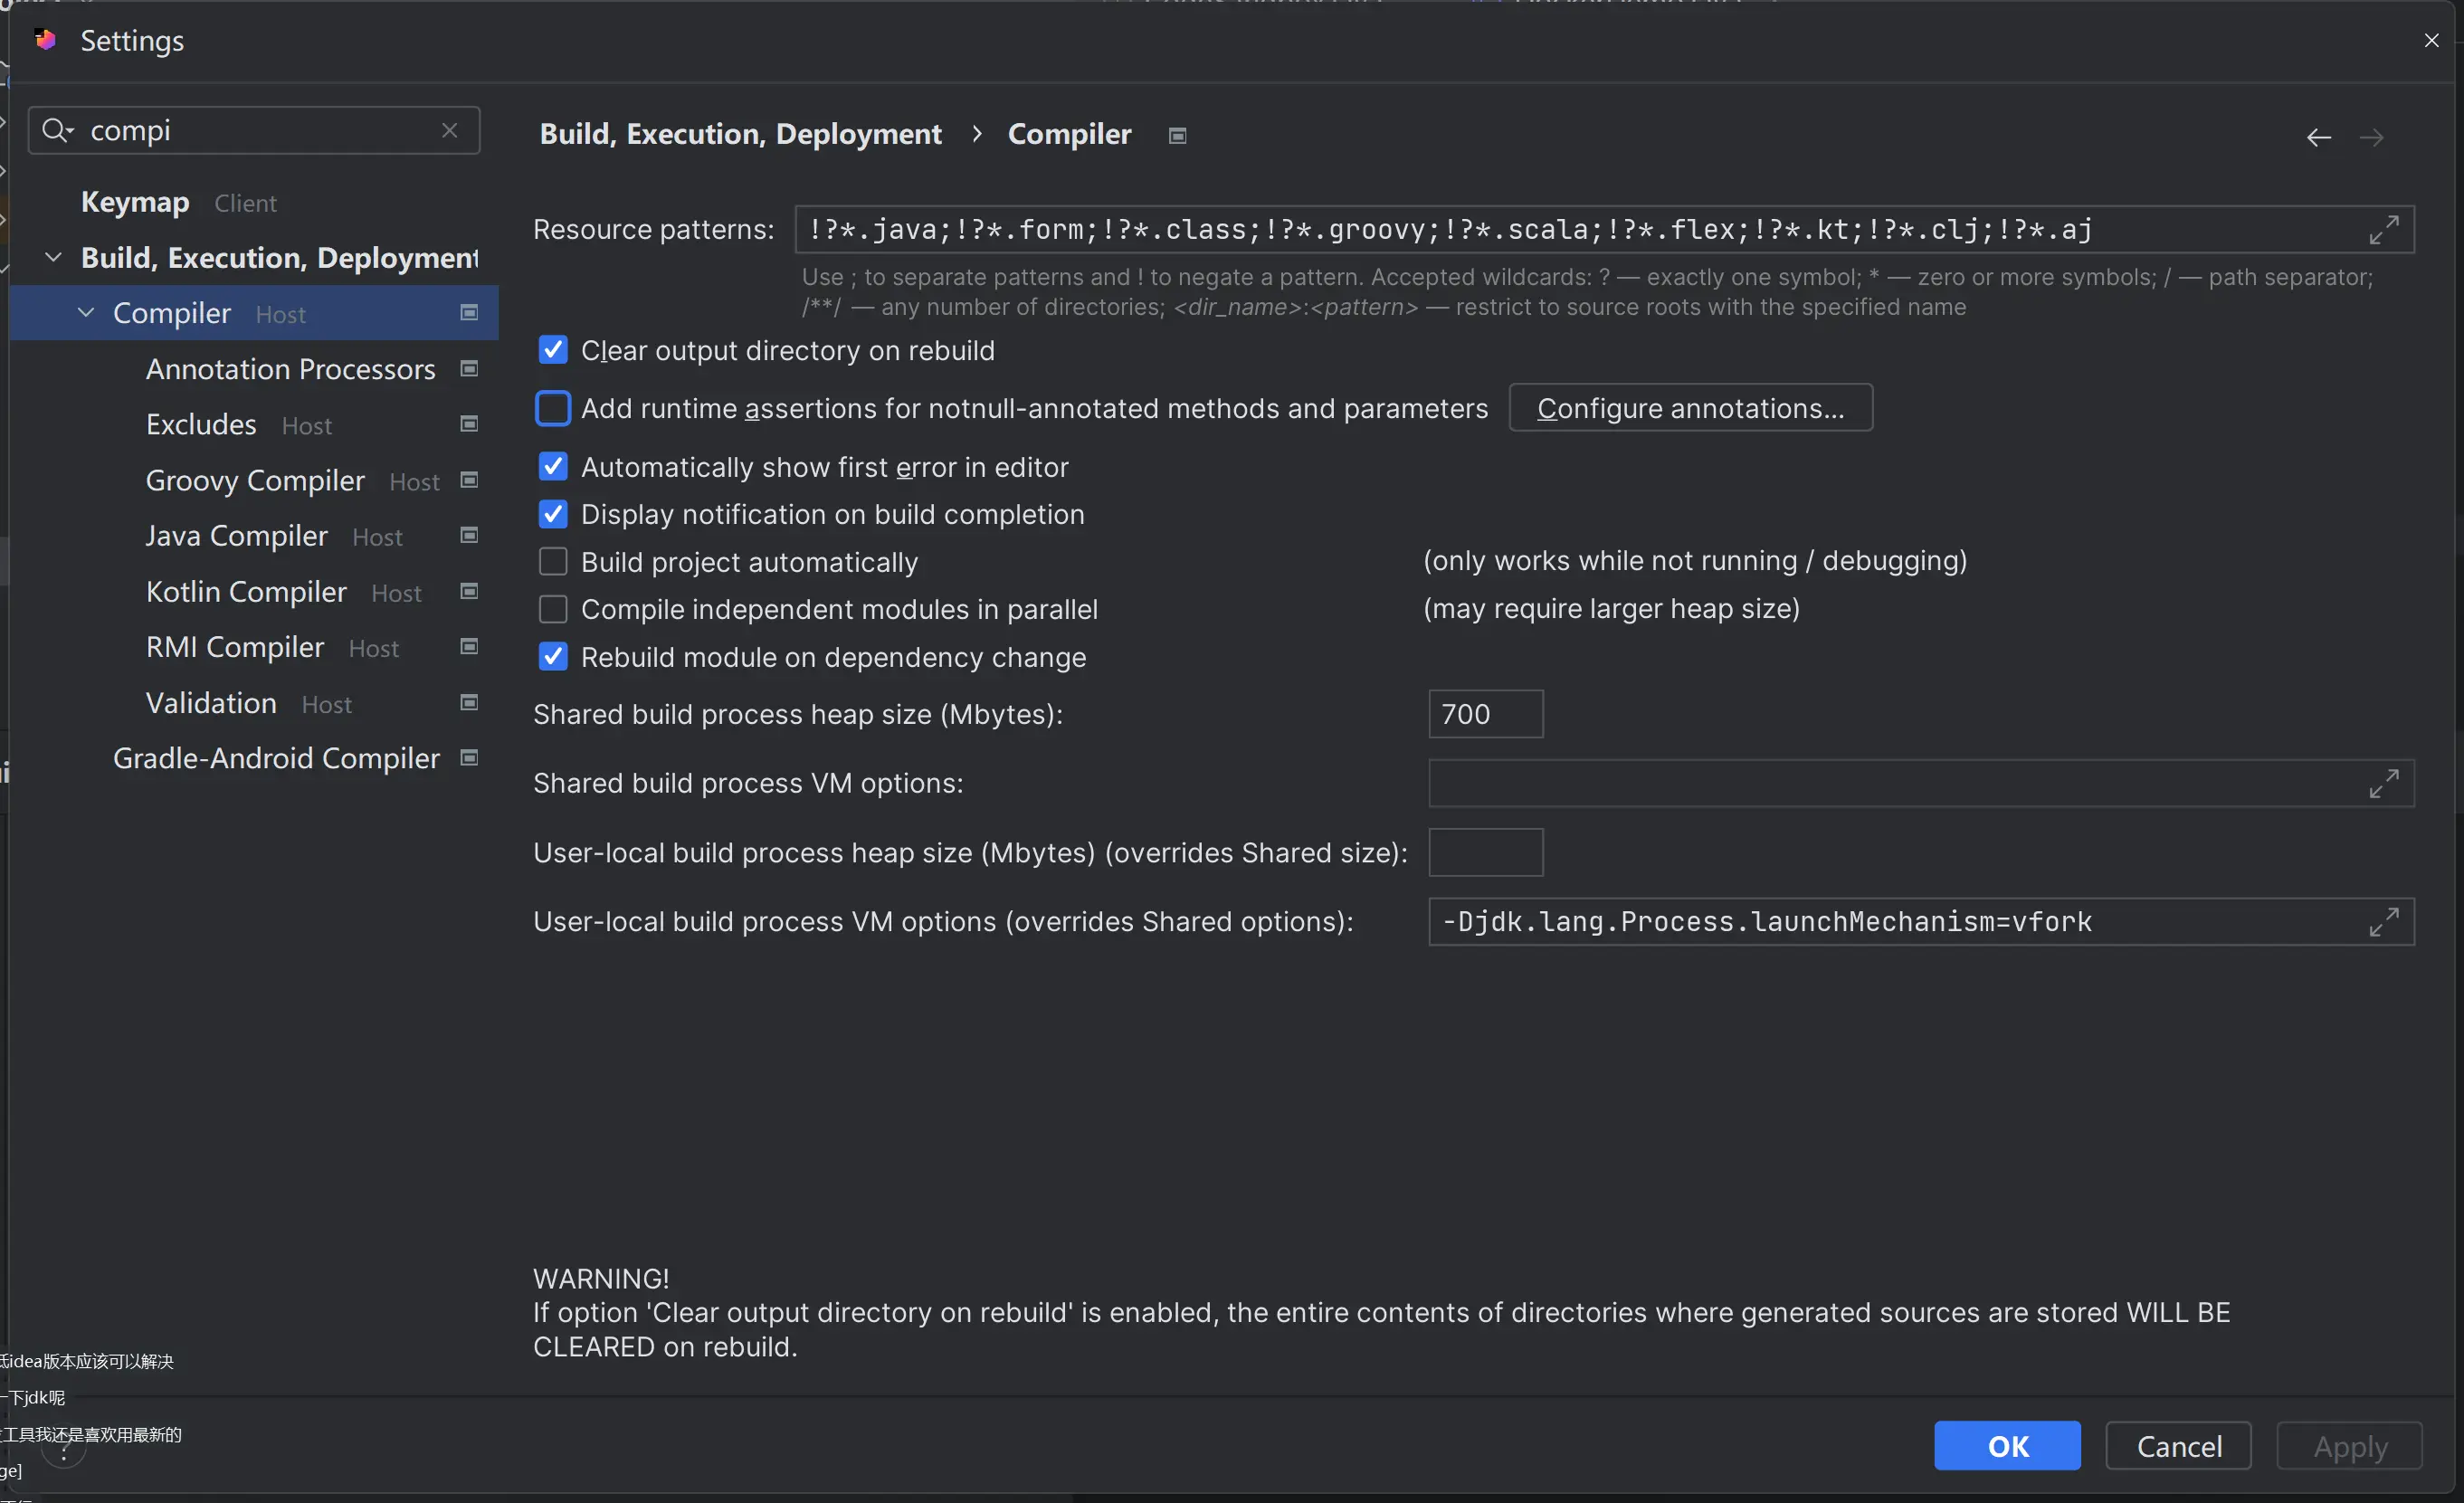 Settings
compi
Build, Execution, Deployment › Compiler
Keymap Client
Build, Execution, Deployment
Compiler Host
Annotation Processors
Excludes Host
Groovy Compiler Host
Java Compiler Host
Kotlin Compiler Host
RMI Compiler Host
Validation Host
Gradle-Android Compiler
Resource patterns: !?*.java;!?*.form;!?*.class;!?*.groovy;!?*.scala;!?*.flex;!?*.kt;!?*.clj;!?*.aj
Use ; to separate patterns and ! to negate a pattern. Accepted wildcards: ? — exactly one symbol; * — zero or more symbols; / — path separator;
/**/ — any number of directories; <dir_name>:<pattern> — restrict to source roots with the specified name
Clear output directory on rebuild
Add runtime assertions for notnull-annotated methods and parameters Configure annotations...
Automatically show first error in editor
Display notification on build completion
Build project automatically (only works while not running / debugging)
Compile independent modules in parallel (may require larger heap size)
Rebuild module on dependency change
Shared build process heap size (Mbytes): 700
Shared build process VM options:
User-local build process heap size (Mbytes) (overrides Shared size):
User-local build process VM options (overrides Shared options): -Djdk.lang.Process.launchMechanism=vfork
WARNING!
If option 'Clear output directory on rebuild' is enabled, the entire contents of directories where generated sources are stored WILL BE
CLEARED on rebuild.
idea版本应该可以解决
一下jdk呢
工具我还是喜欢用最新的
ge]
?
OK Cancel Apply